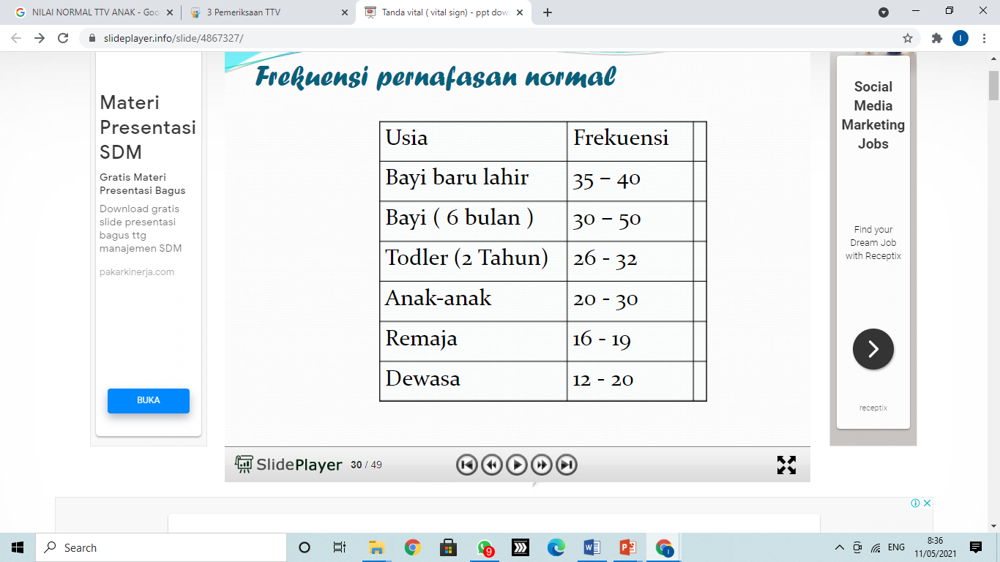 NILAI NORMAL TTV ANAK - Goo
3 Pemeriksaan TTV
Tanda vital ( vital sign) - ppt dow
slideplayer.info/slide/4867327/
I
Materi
Presentasi
SDM
Gratis Materi
Presentasi Bagus
Download gratis
slide presentasi
bagus ttg
manajemen SDM
pakarkinerja.com
BUKA
Frekuensi pernafasan normal
Usia Frekuensi
Bayi baru lahir 35 – 40
Bayi ( 6 bulan ) 30 – 50
Todler (2 Tahun) 26 - 32
Anak-anak 20 - 30
Remaja 16 - 19
Dewasa 12 - 20
SlidePlayer 30 / 49
Social
Media
Marketing
Jobs
Find your
Dream Job
with Receptix
receptix
Search
9
I
ENG
8:36
11/05/2021